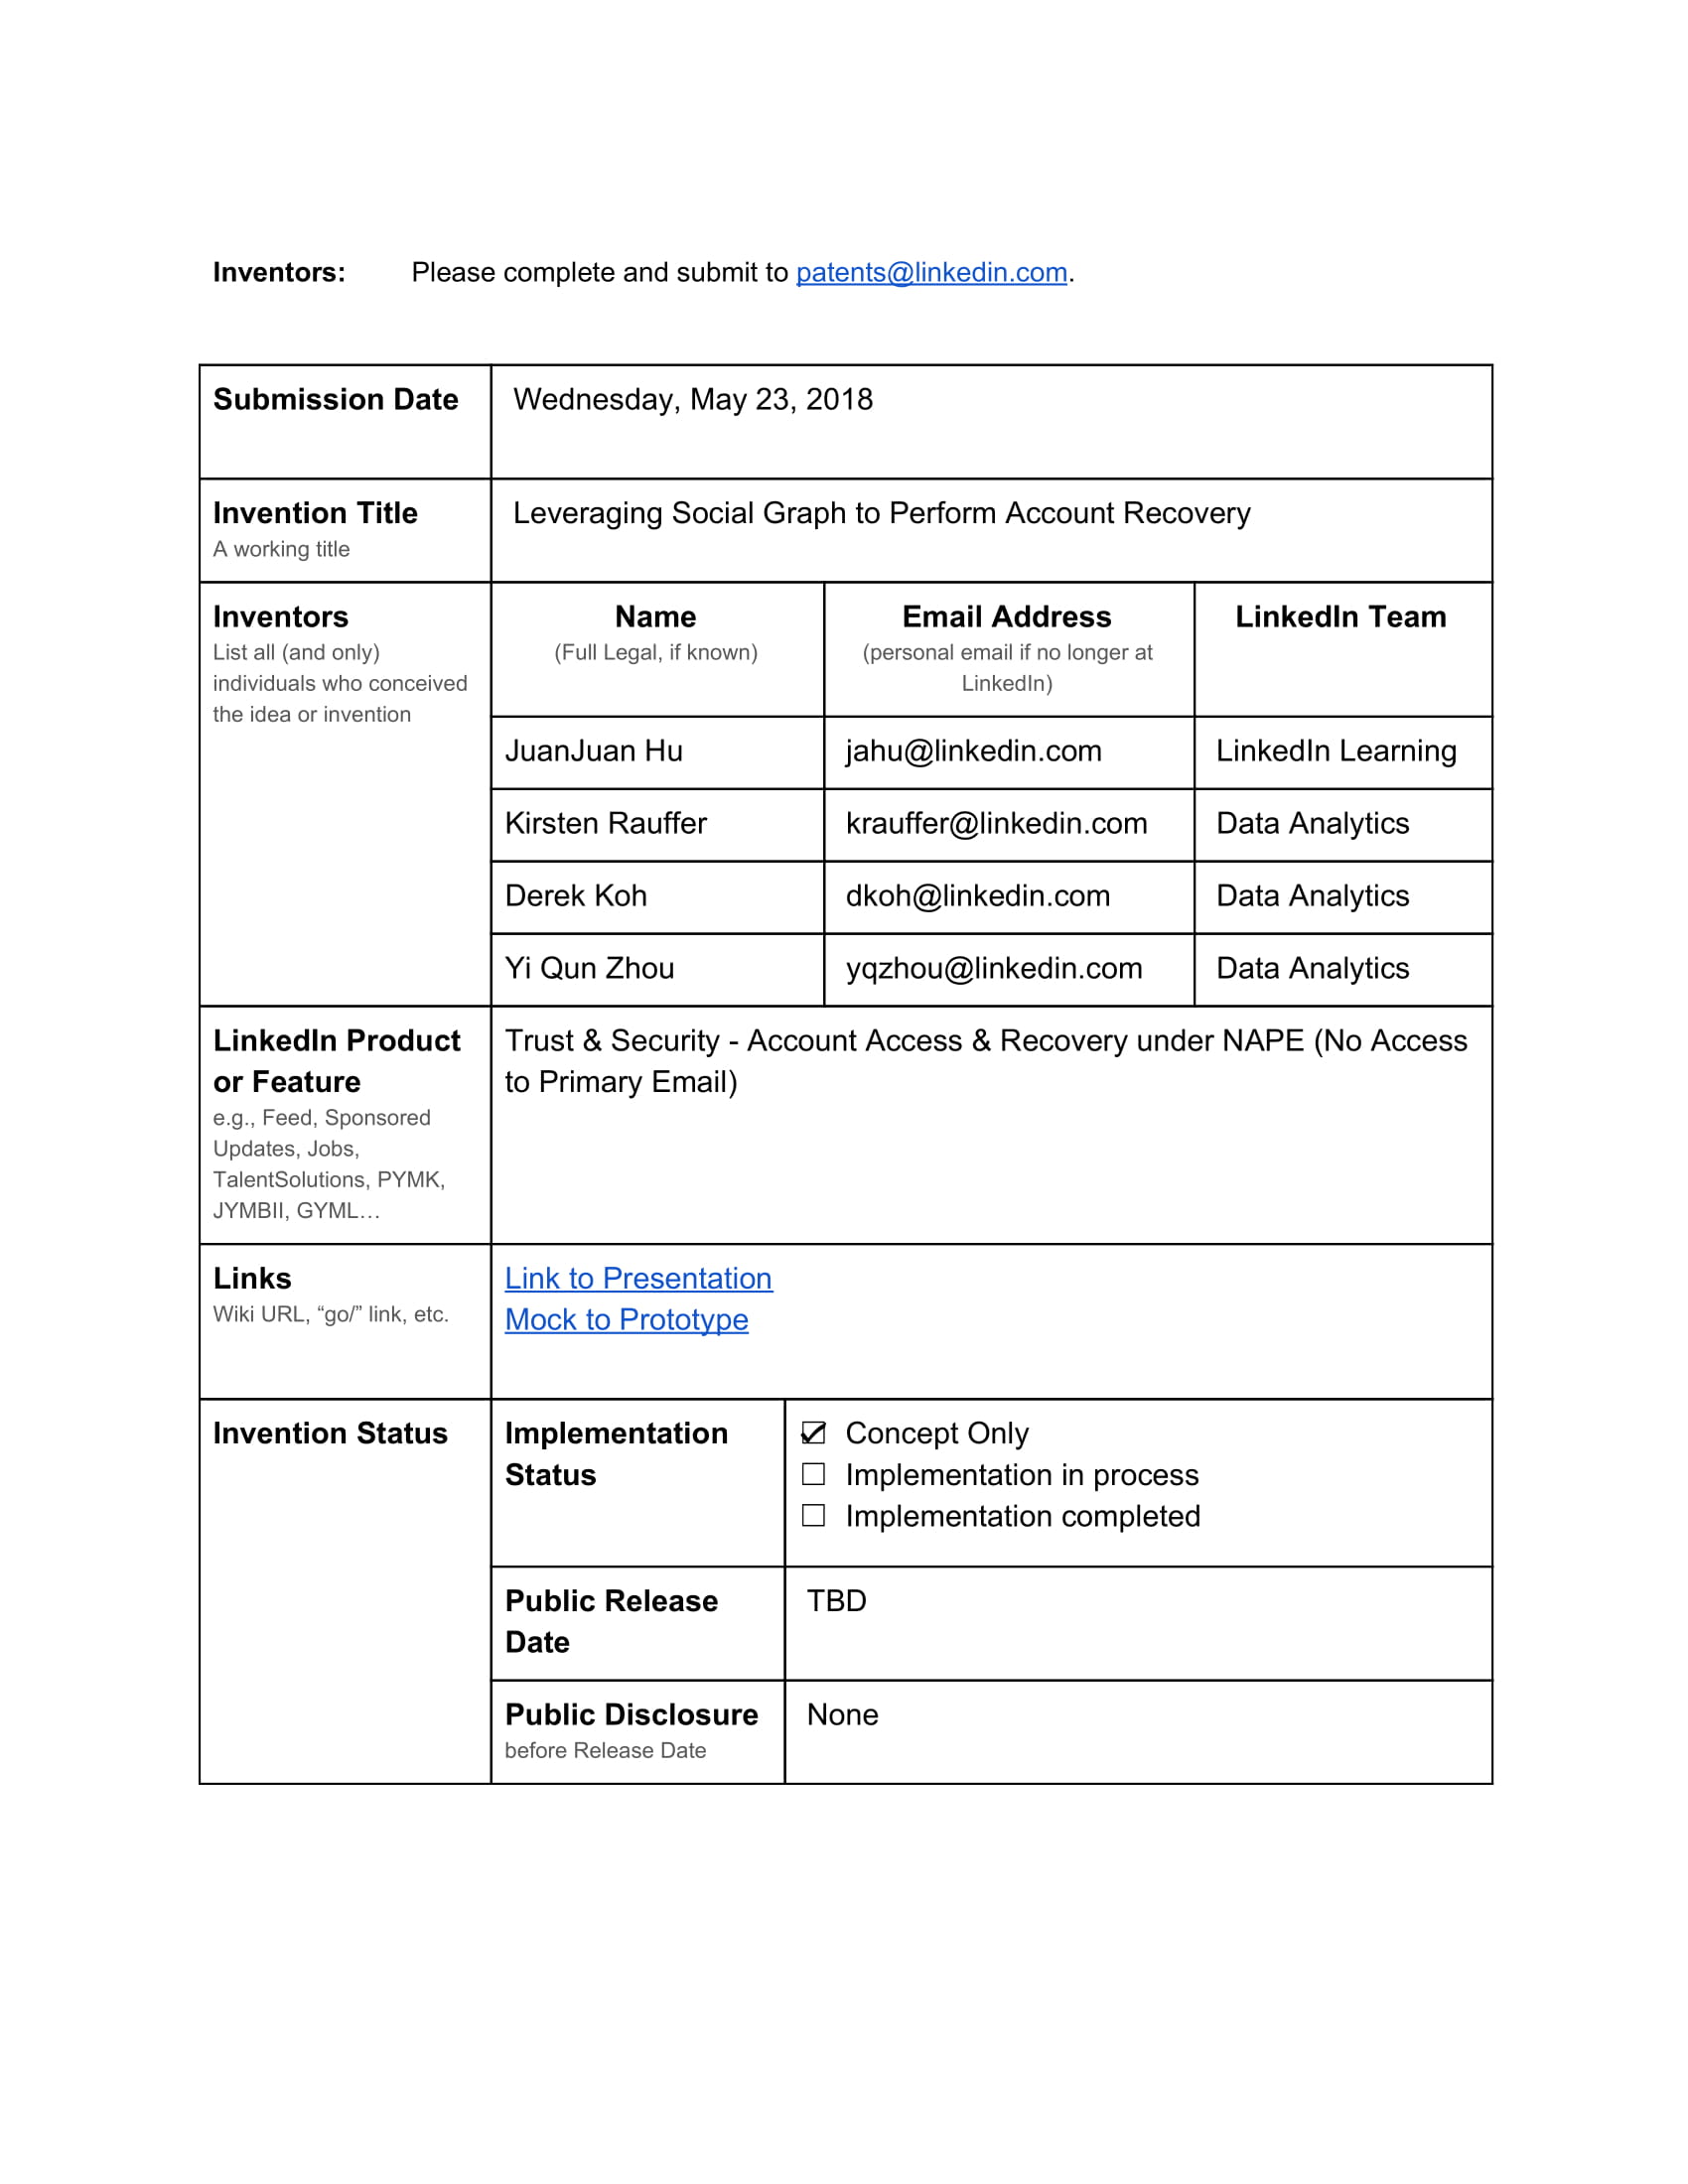 Inventors: Please complete and submit to patents@linkedin.com.
Submission Date Wednesday, May 23, 2018
Invention Title Leveraging Social Graph to Perform Account Recovery
A working title
Inventors Name Email Address LinkedIn Team
List all (and only) (Full Legal, if known) (personal email if no longer at
individuals who conceived LinkedIn)
the idea or invention
JuanJuan Hu jahu@linkedin.com LinkedIn Learning
Kirsten Rauffer krauffer@linkedin.com Data Analytics
Derek Koh dkoh@linkedin.com Data Analytics
Yi Qun Zhou yqzhou@linkedin.com Data Analytics
LinkedIn Product Trust & Security - Account Access & Recovery under NAPE (No Access
or Feature to Primary Email)
e.g., Feed, Sponsored
Updates, Jobs,
TalentSolutions, PYMK,
JYMBII, GYML…
Links Link to Presentation
Wiki URL, “go/” link, etc. Mock to Prototype
Invention Status Implementation ☑ Concept Only
Status ☐ Implementation in process
☐ Implementation completed
Public Release TBD
Date
Public Disclosure None
before Release Date